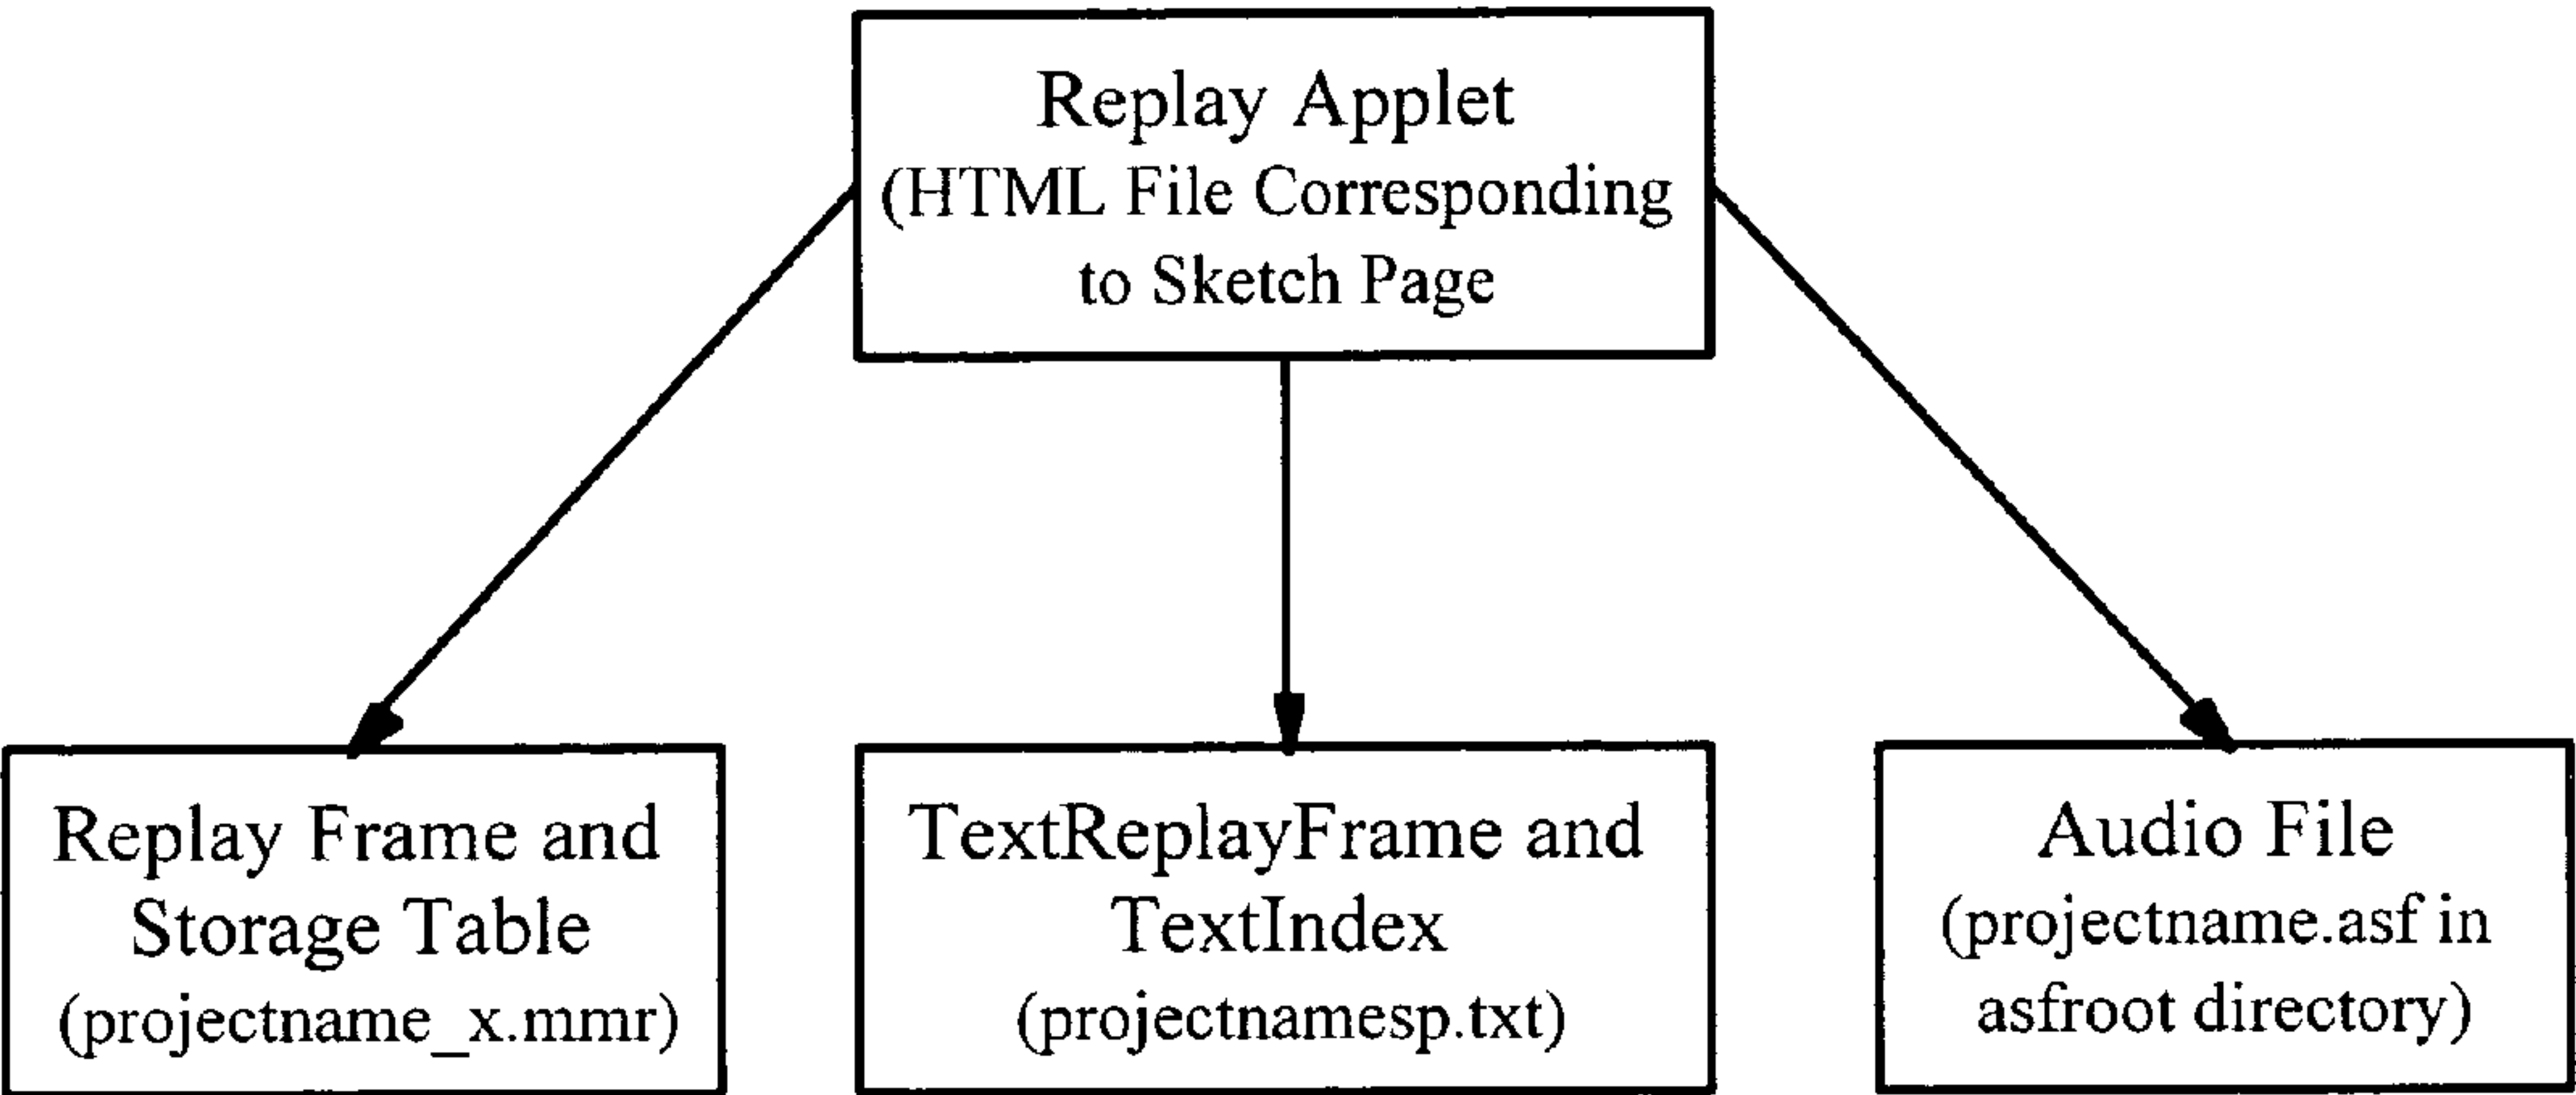 Replay Applet
(HTML File Corresponding
to Sketch Page
Replay Frame and
Storage Table
(projectname_x.mmr)
TextReplayFrame and
TextIndex
(projectnamesp.txt)
Audio File
(projectname.asf in
asfroot directory)